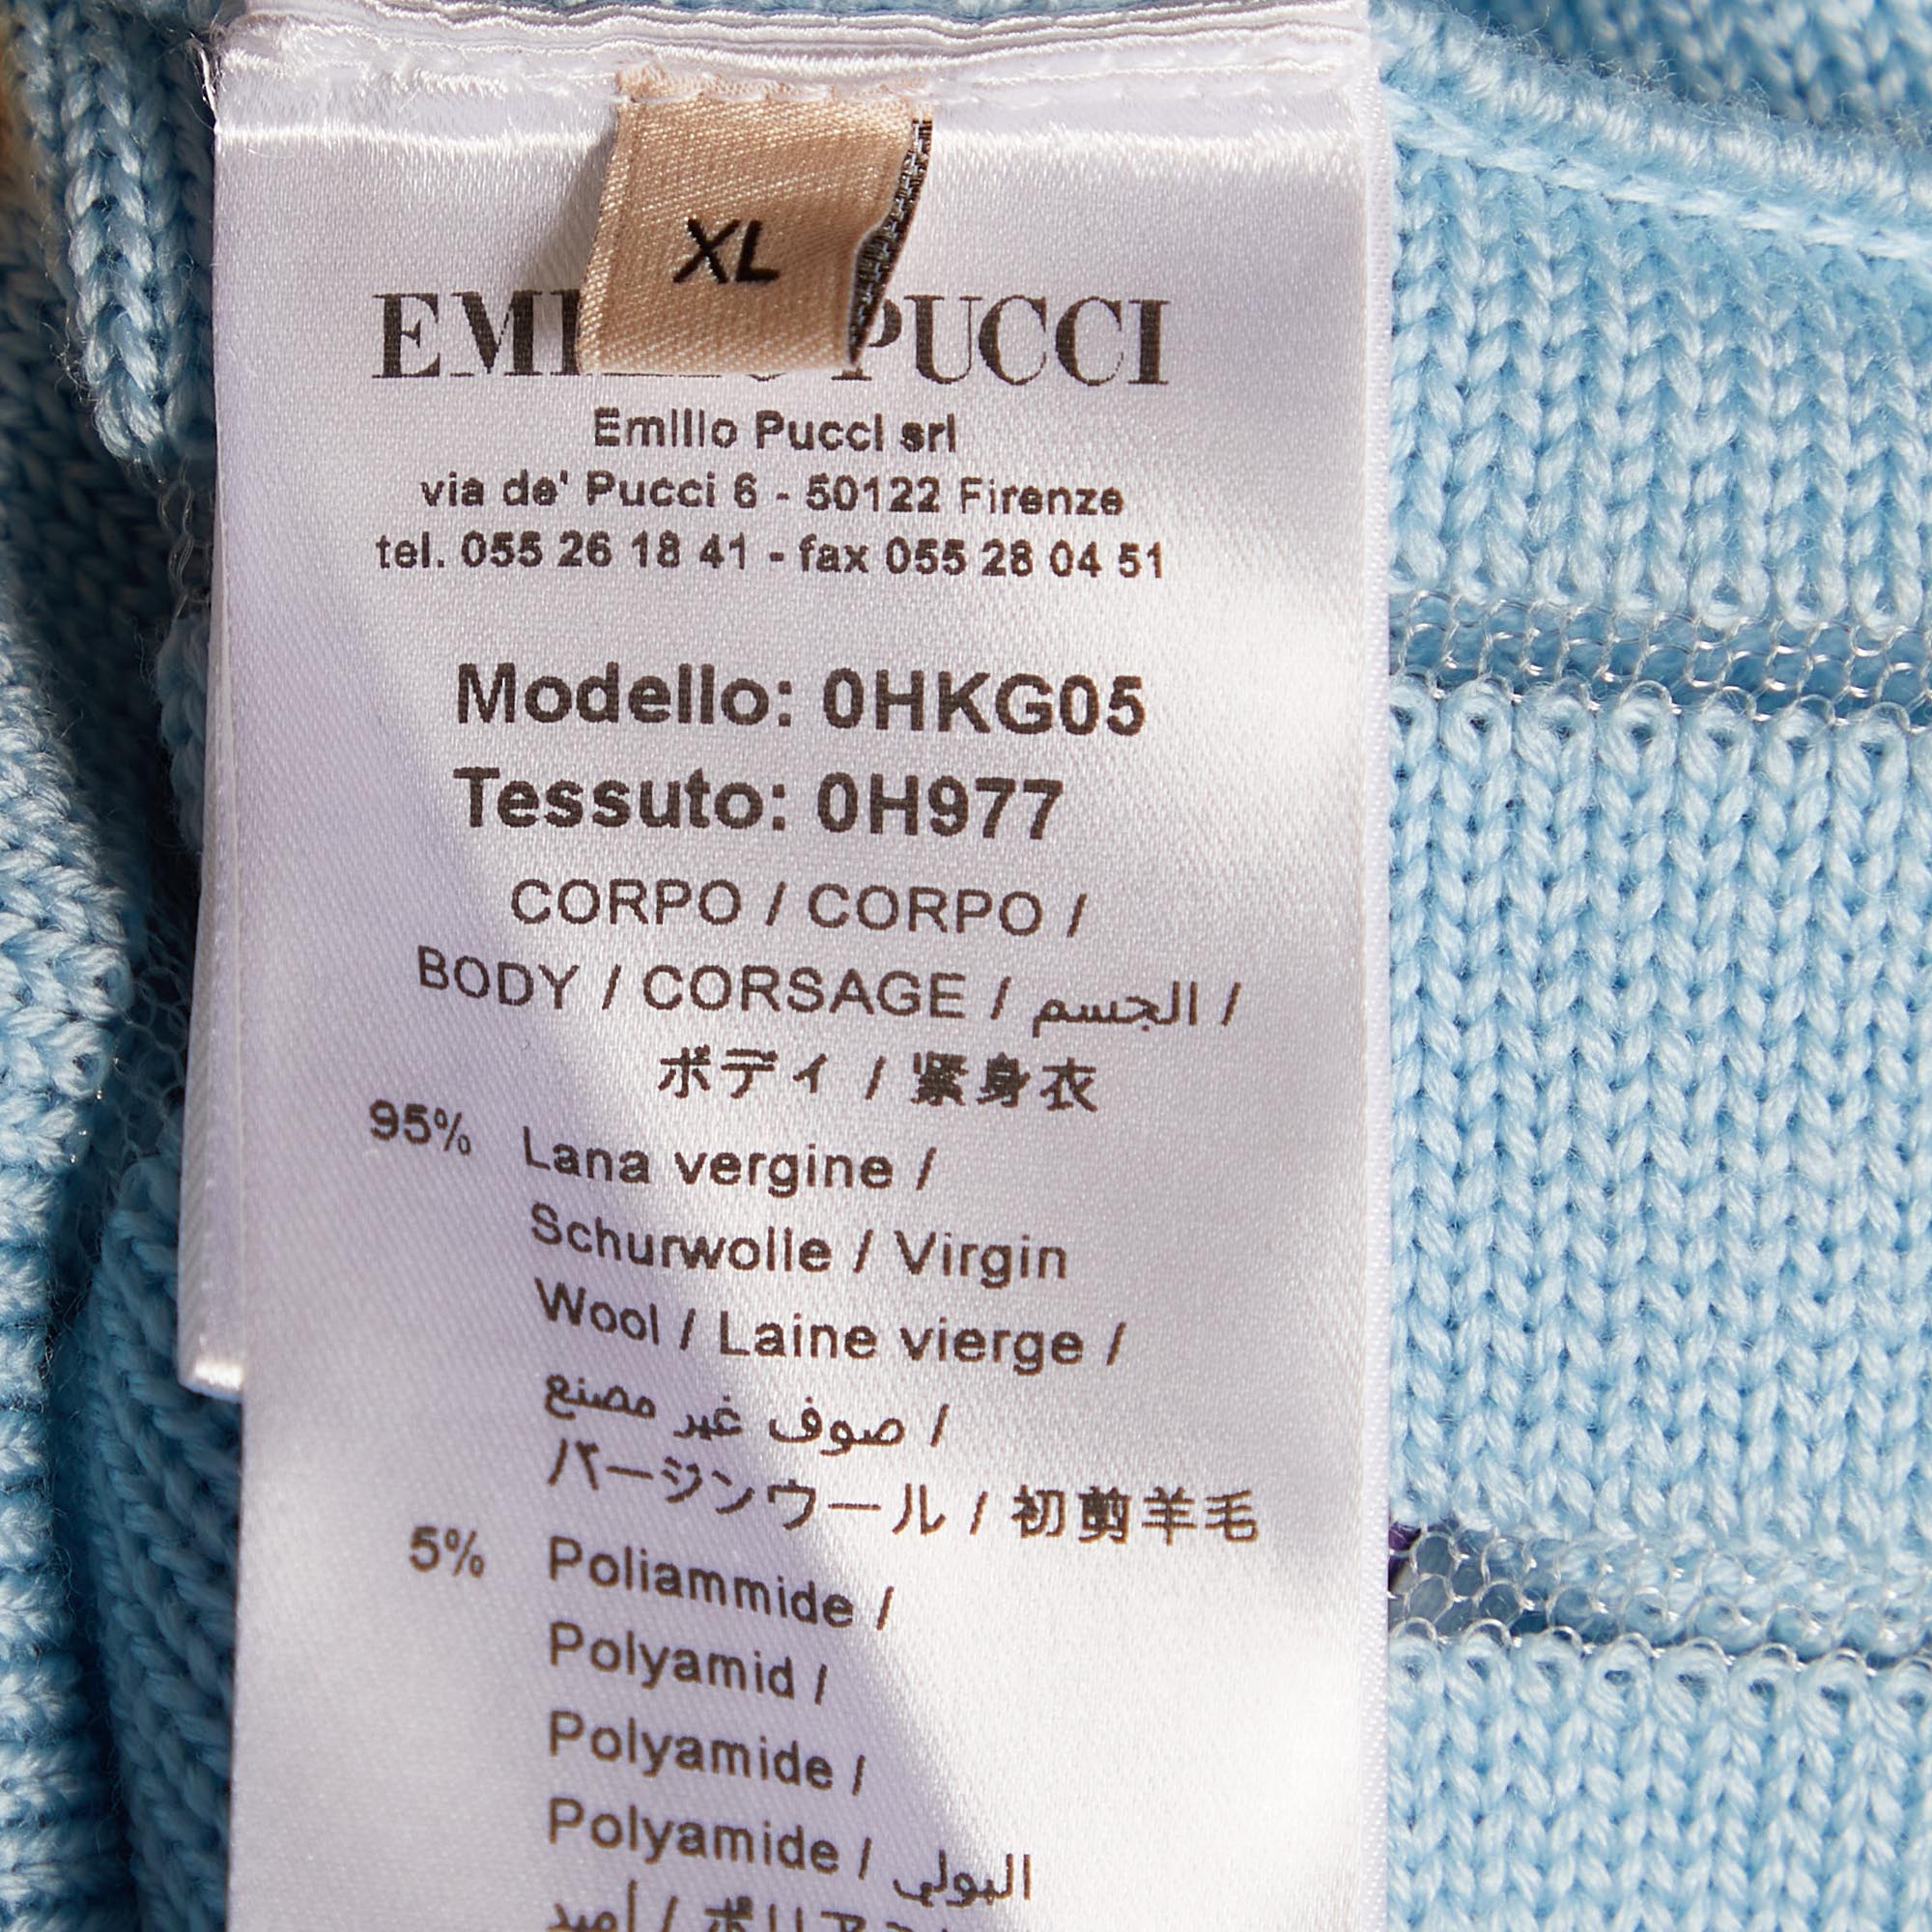 XL
EMILIO PUCCI
Emilio Pucci srl
via de' Pucci 6 - 50122 Firenze
tel. 055 26 18 41 - fax 055 28 04 51
Modello: 0HKG05
Tessuto: 0H977
CORPO / CORPO /
BODY / CORSAGE / الجسم /
ボディ / 紧身衣
95% Lana vergine /
Schurwolle / Virgin
Wool / Laine vierge /
صوف غير مصنع /
バージンウール / 初剪羊毛
5% Poliammide /
Polyamid /
Polyamide /
Polyamide / البولي
أميد /